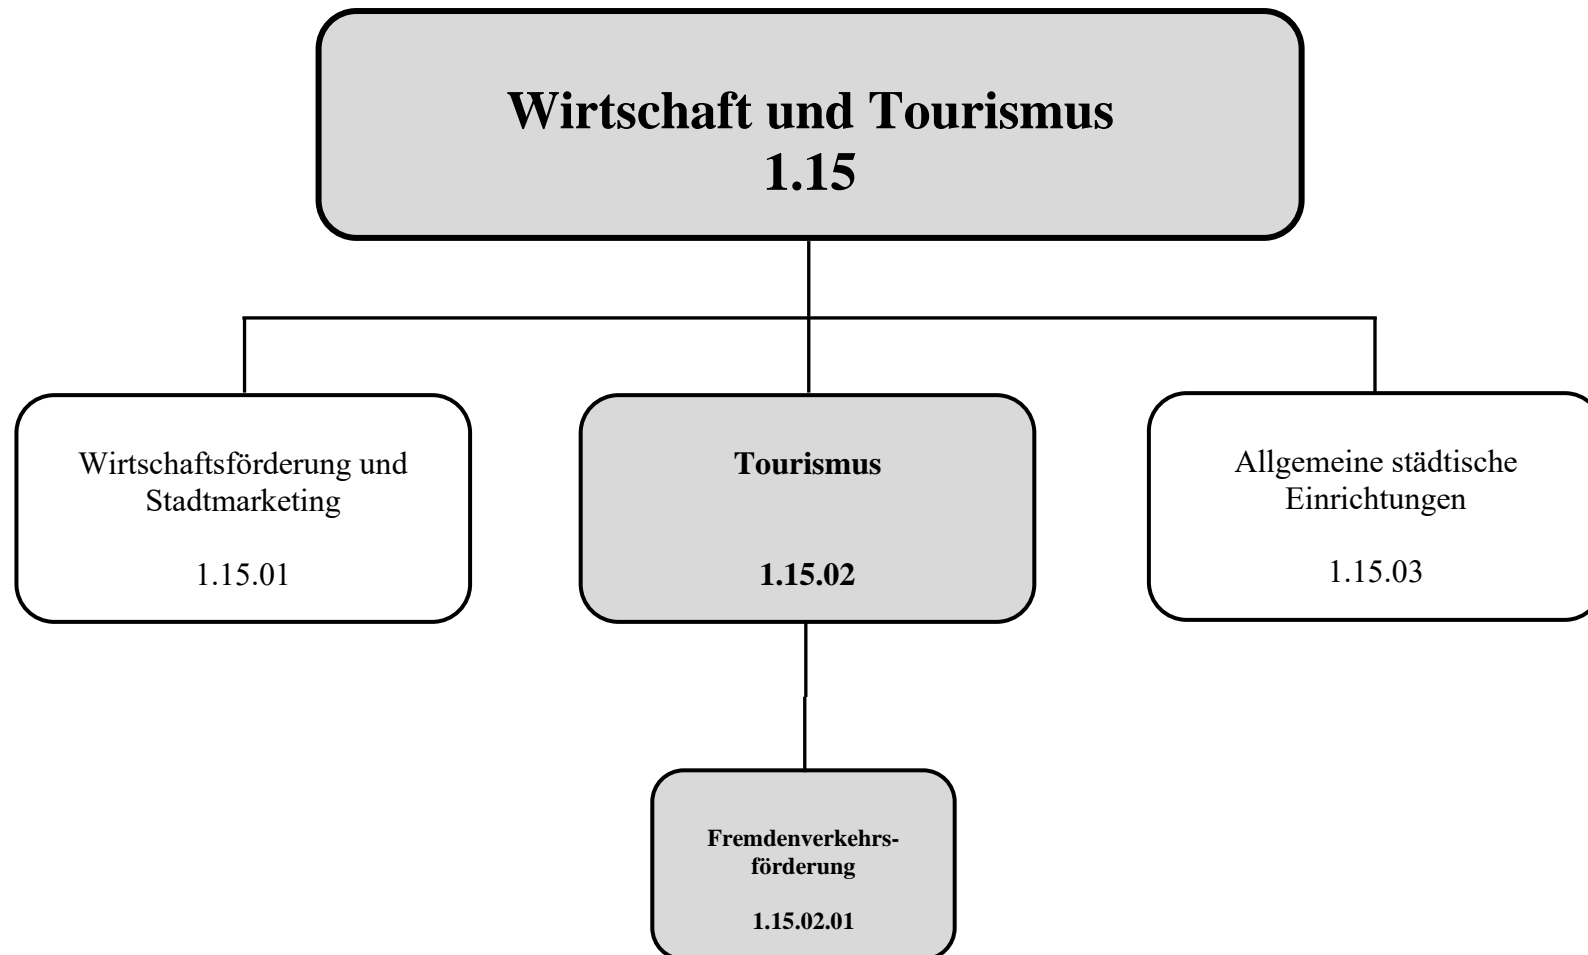 Wirtschaft und Tourismus
1.15
Wirtschaftsförderung und
Stadtmarketing
1.15.01
Tourismus
1.15.02
Allgemeine städtische
Einrichtungen
1.15.03
Fremdenverkehrs-
förderung
1.15.02.01